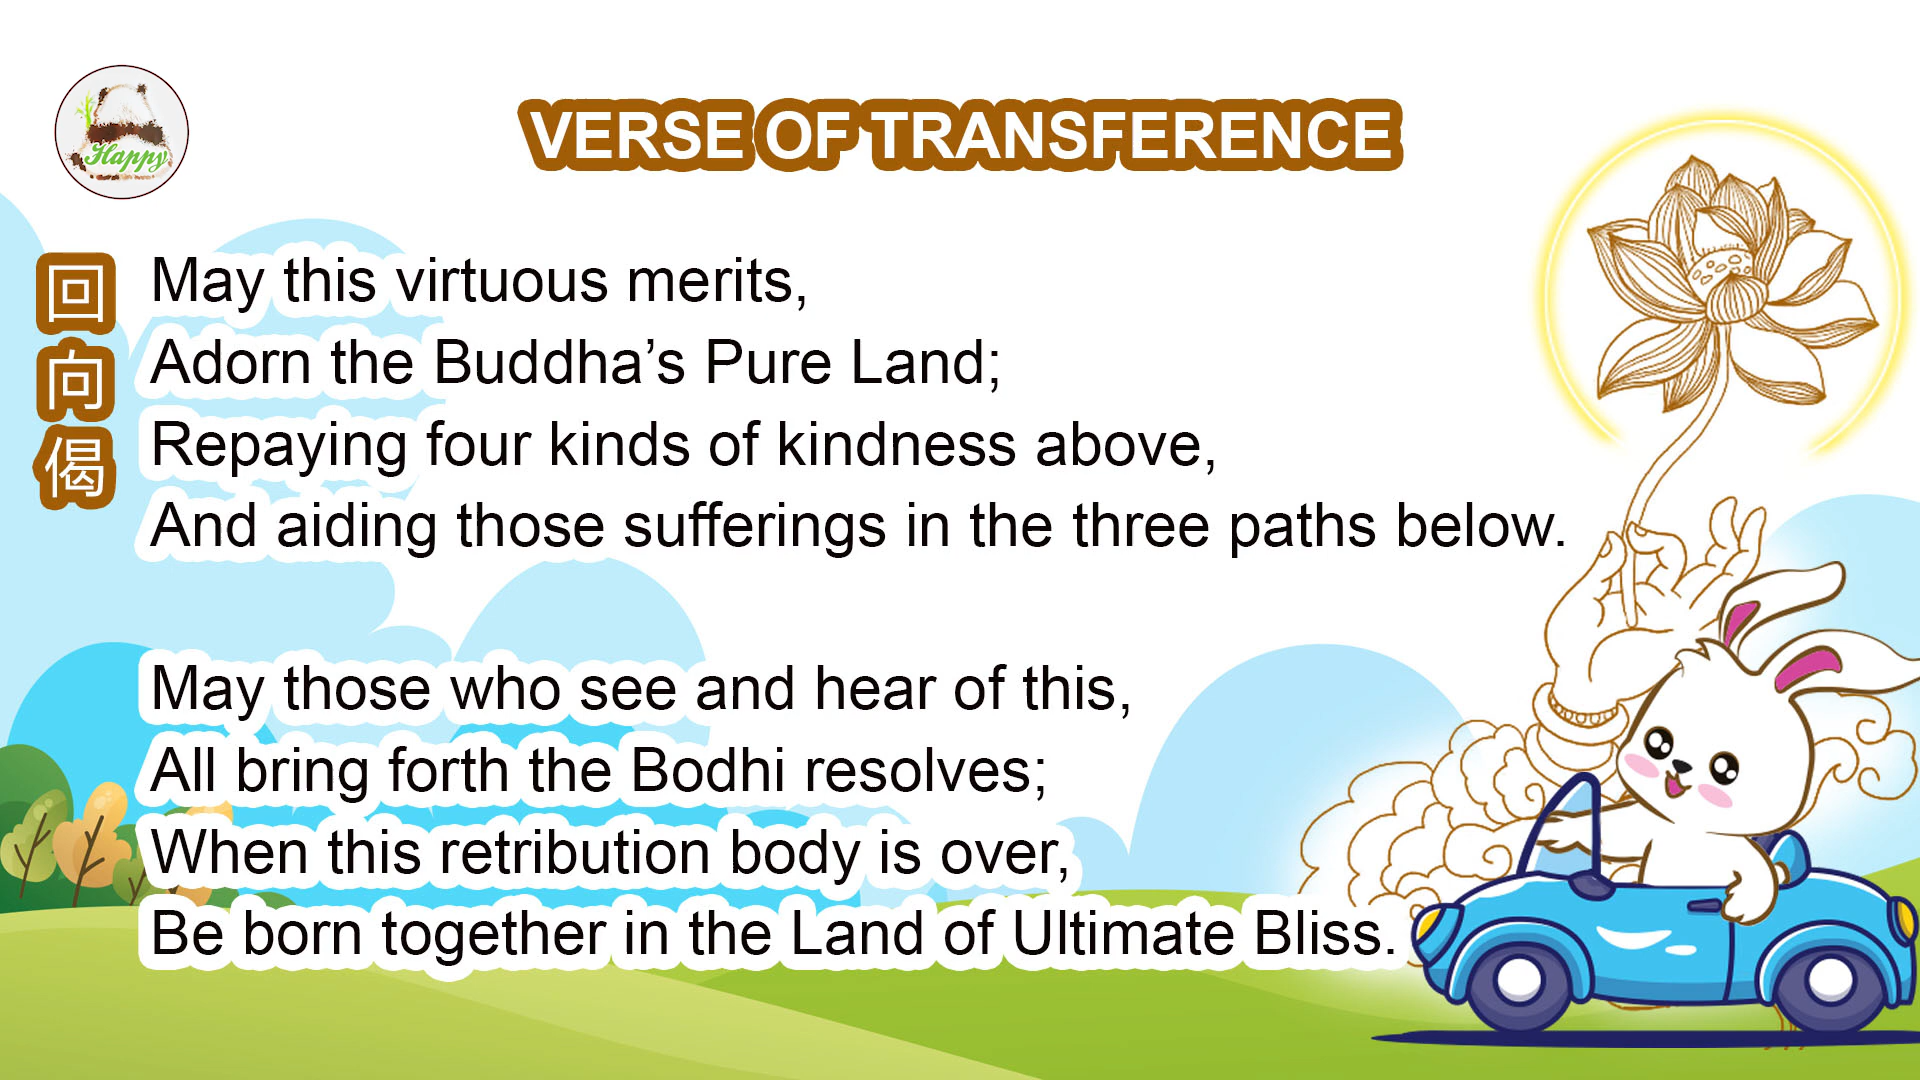 Happy
VERSE OF TRANSFERENCE
回向偈
May this virtuous merits,
Adorn the Buddha’s Pure Land;
Repaying four kinds of kindness above,
And aiding those sufferings in the three paths below.
May those who see and hear of this,
All bring forth the Bodhi resolves;
When this retribution body is over,
Be born together in the Land of Ultimate Bliss.